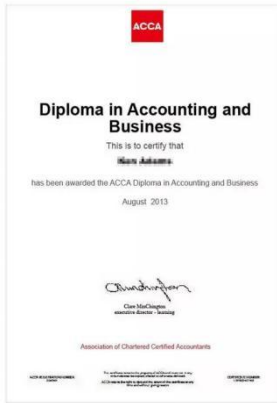 ACCA
Diploma in Accounting and
Business
This is to certify that
has been awarded the ACCA Diploma in Accounting and Business
August 2013
Clare Minchington
executive director - learning
Association of Chartered Certified Accountants